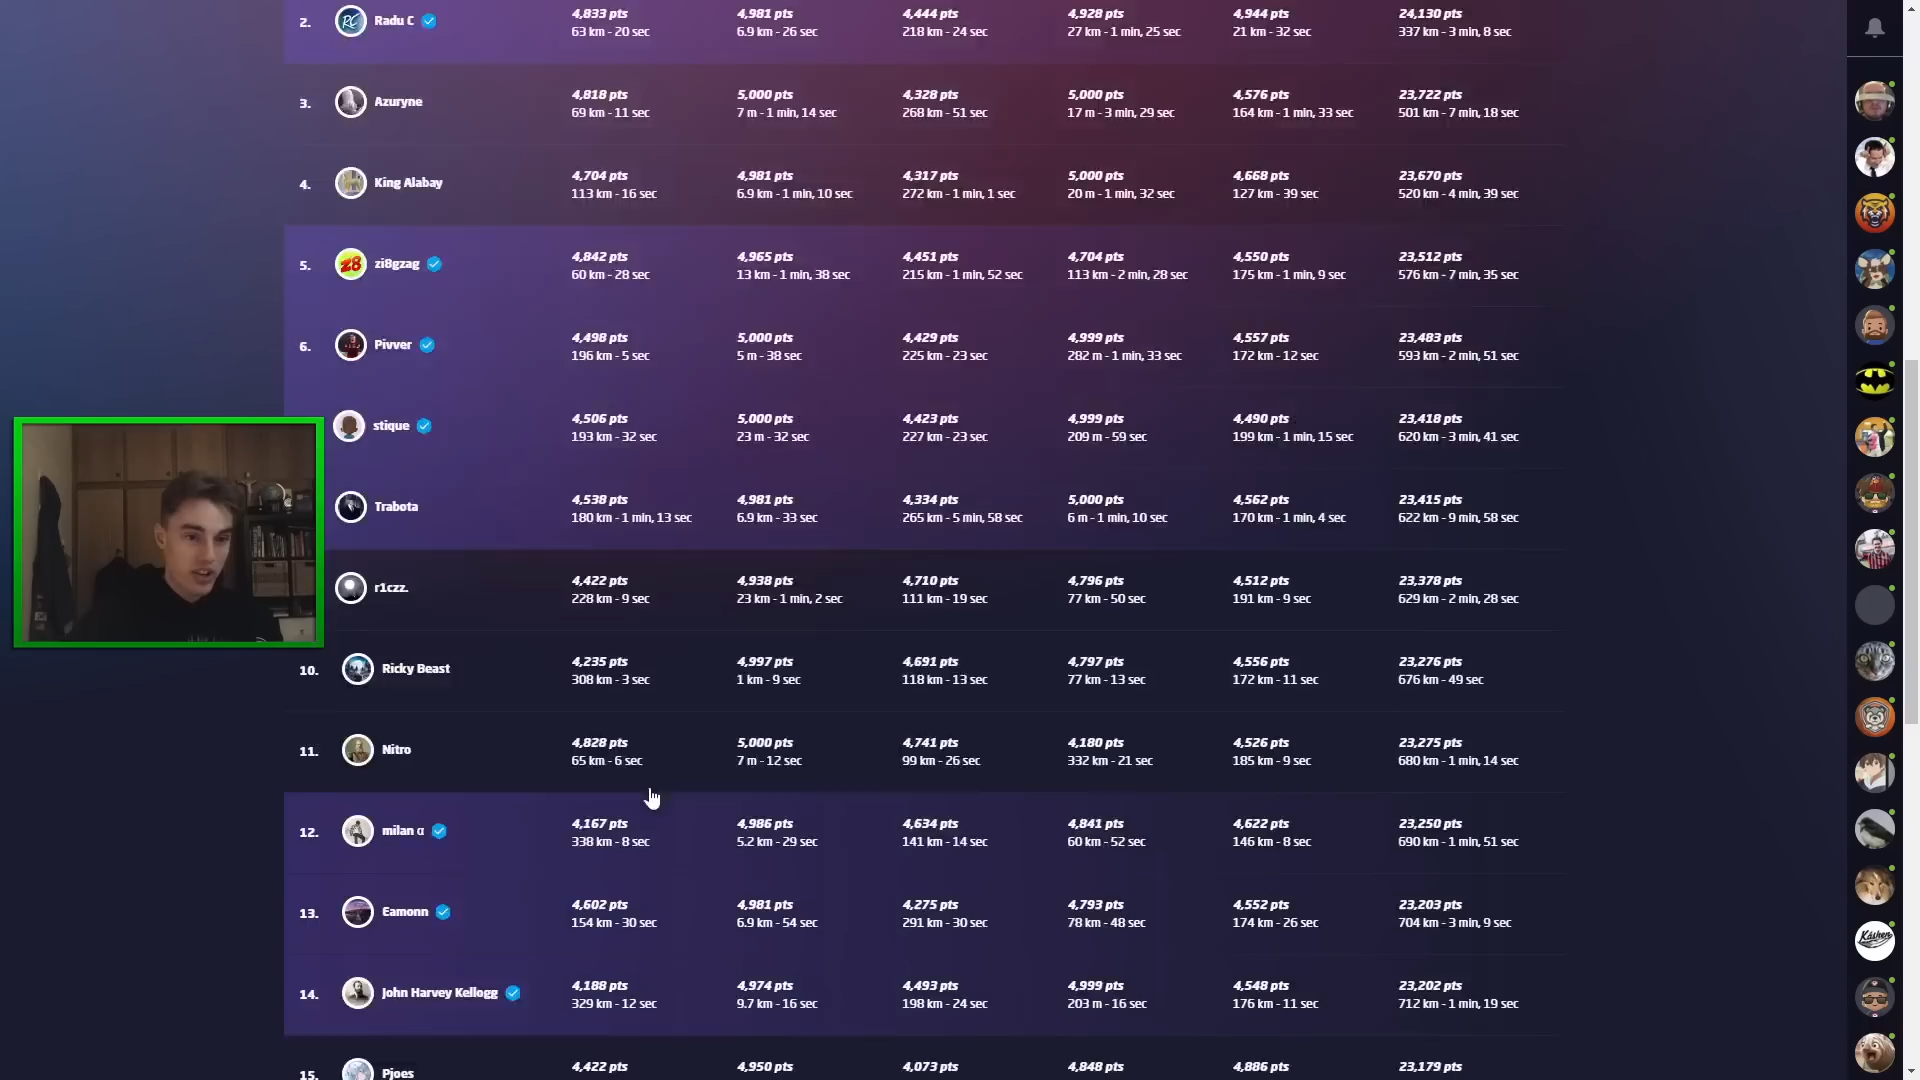 2.
RC
Radu C
4,833 pts
4,981 pts
4,444 pts
4,928 pts
4,944 pts
24,130 pts
63 km - 20 sec
6.9 km - 26 sec
218 km - 24 sec
27 km - 1 min, 25 sec
21 km - 32 sec
337 km - 3 min, 8 sec
3.
Azuryne
4,818 pts
5,000 pts
4,328 pts
5,000 pts
4,576 pts
23,722 pts
69 km - 11 sec
7 m - 1 min, 14 sec
268 km - 51 sec
17 m - 3 min, 29 sec
164 km - 1 min, 33 sec
501 km - 7 min, 18 sec
4.
King Alabay
4,704 pts
4,981 pts
4,317 pts
5,000 pts
4,668 pts
23,670 pts
113 km - 16 sec
6.9 km - 1 min, 10 sec
272 km - 1 min, 1 sec
20 m - 1 min, 32 sec
127 km - 39 sec
520 km - 4 min, 39 sec
5.
Z8
zi8gzag
4,842 pts
4,965 pts
4,451 pts
4,704 pts
4,550 pts
23,512 pts
60 km - 28 sec
13 km - 1 min, 38 sec
215 km - 1 min, 52 sec
113 km - 2 min, 28 sec
175 km - 1 min, 9 sec
576 km - 7 min, 35 sec
6.
Pivver
4,498 pts
5,000 pts
4,429 pts
4,999 pts
4,557 pts
23,483 pts
196 km - 5 sec
5 m - 38 sec
225 km - 23 sec
282 m - 1 min, 33 sec
172 km - 12 sec
593 km - 2 min, 51 sec
stique
4,506 pts
5,000 pts
4,423 pts
4,999 pts
4,490 pts
23,418 pts
193 km - 32 sec
23 m - 32 sec
227 km - 23 sec
209 m - 59 sec
199 km - 1 min, 15 sec
620 km - 3 min, 41 sec
Trabota
4,538 pts
4,981 pts
4,334 pts
5,000 pts
4,562 pts
23,415 pts
180 km - 1 min, 13 sec
6.9 km - 33 sec
265 km - 5 min, 58 sec
6 m - 1 min, 10 sec
170 km - 1 min, 4 sec
622 km - 9 min, 58 sec
r1czz.
4,422 pts
4,938 pts
4,710 pts
4,796 pts
4,512 pts
23,378 pts
228 km - 9 sec
23 km - 1 min, 2 sec
111 km - 19 sec
77 km - 50 sec
191 km - 9 sec
629 km - 2 min, 28 sec
10.
Ricky Beast
4,235 pts
4,997 pts
4,691 pts
4,797 pts
4,556 pts
23,276 pts
308 km - 3 sec
1 km - 9 sec
118 km - 13 sec
77 km - 13 sec
172 km - 11 sec
676 km - 49 sec
11.
Nitro
4,828 pts
5,000 pts
4,741 pts
4,180 pts
4,526 pts
23,275 pts
65 km - 6 sec
7 m - 12 sec
99 km - 26 sec
332 km - 21 sec
185 km - 9 sec
680 km - 1 min, 14 sec
12.
milan α
4,167 pts
4,986 pts
4,634 pts
4,841 pts
4,622 pts
23,250 pts
338 km - 8 sec
5.2 km - 29 sec
141 km - 14 sec
60 km - 52 sec
146 km - 8 sec
690 km - 1 min, 51 sec
13.
Eamonn
4,602 pts
4,981 pts
4,275 pts
4,793 pts
4,552 pts
23,203 pts
154 km - 30 sec
6.9 km - 54 sec
291 km - 30 sec
78 km - 48 sec
174 km - 26 sec
704 km - 3 min, 9 sec
Káshen
14.
John Harvey Kellogg
4,188 pts
4,974 pts
4,493 pts
4,999 pts
4,548 pts
23,202 pts
329 km - 12 sec
9.7 km - 16 sec
198 km - 24 sec
203 m - 16 sec
176 km - 11 sec
712 km - 1 min, 19 sec
15.
Pjoes
4,422 pts
4,950 pts
4,073 pts
4,848 pts
4,886 pts
23,179 pts